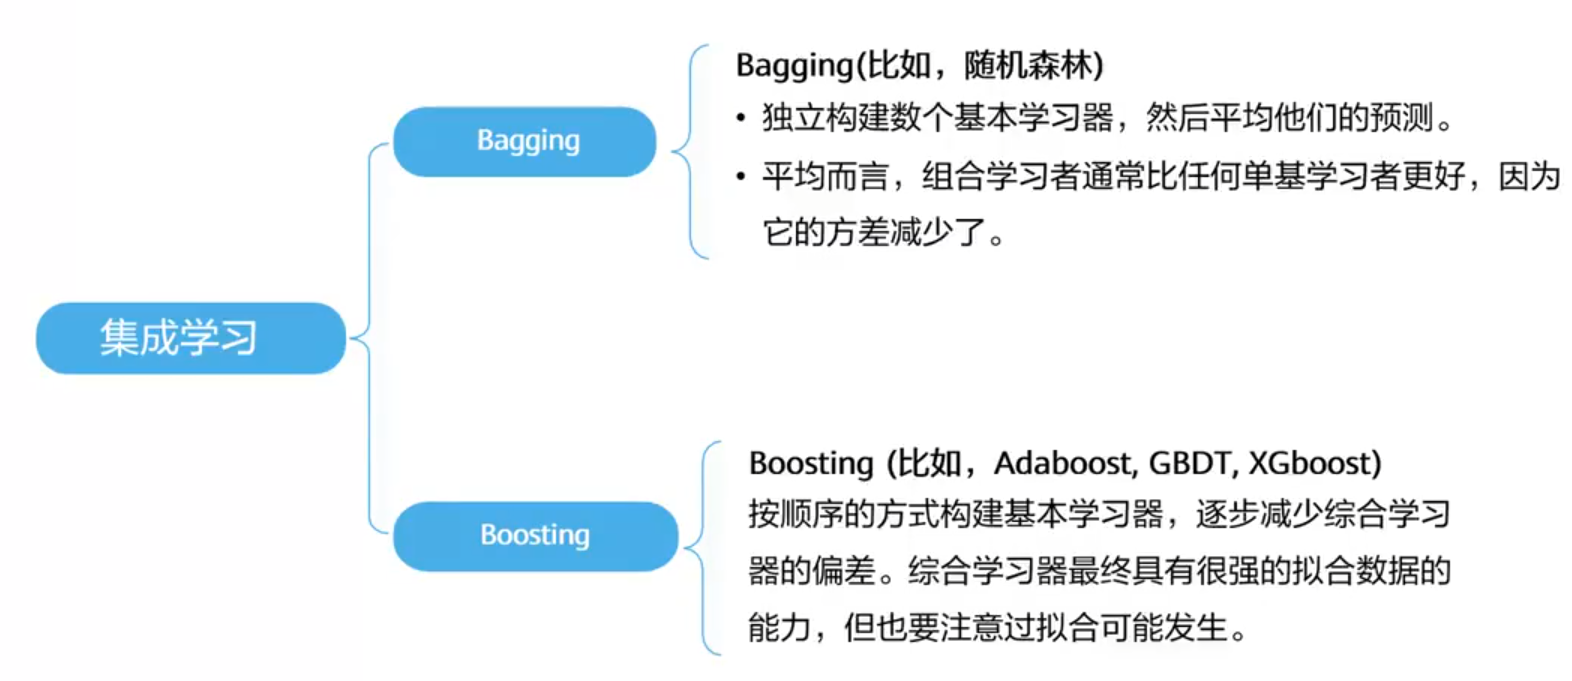 集成学习
Bagging
Bagging(比如，随机森林)
• 独立构建数个基本学习器，然后平均他们的预测。
• 平均而言，组合学习者通常比任何单基学习者更好，因为
它的方差减少了。
Boosting
Boosting (比如，Adaboost, GBDT, XGboost)
按顺序的方式构建基本学习器，逐步减少综合学习
器的偏差。综合学习器最终具有很强的拟合数据的
能力，但也要注意过拟合可能发生。